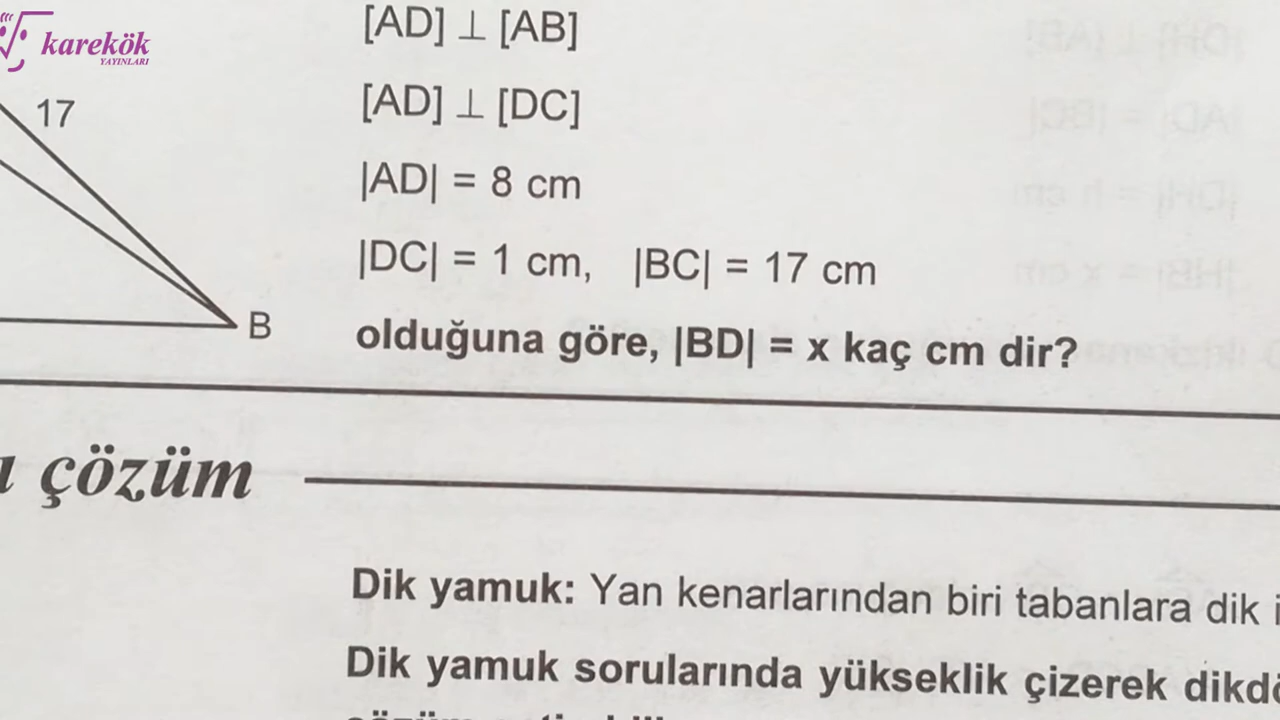 karekök
YAYINLARI
[AD] ⊥ [AB]
[AD] ⊥ [DC]
17
|AD| = 8 cm
|DC| = 1 cm, |BC| = 17 cm
B
olduğuna göre, |BD| = x kaç cm dir?
çözüm
Dik yamuk: Yan kenarlarından biri tabanlara dik
Dik yamuk sorularında yükseklik çizerek